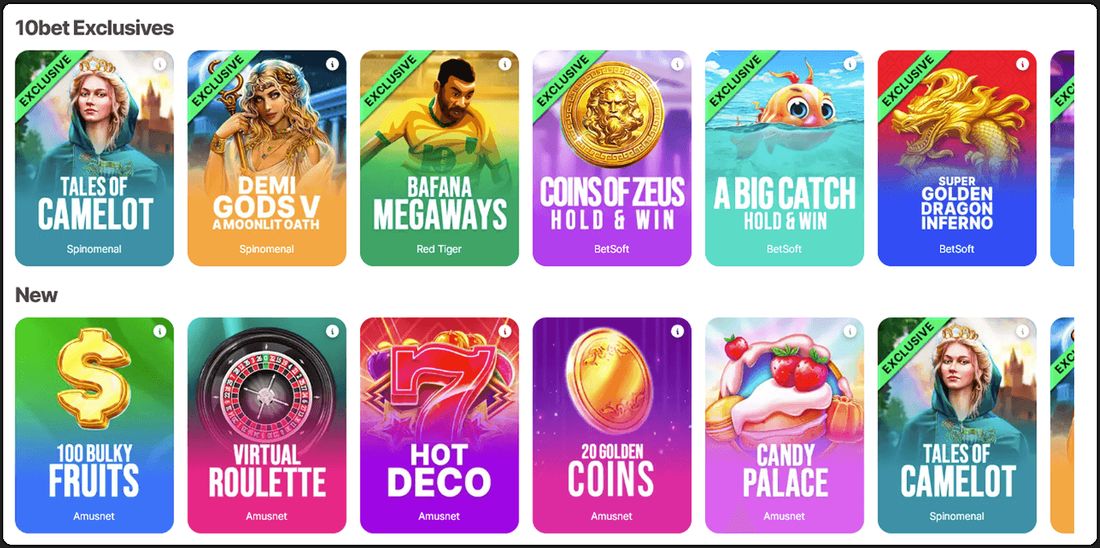 10bet Exclusives
EXCLUSIVE
TALES OF
CAMELOT
Spinomenal
EXCLUSIVE
DEMI
GODS V
A MOONLIT OATH
Spinomenal
EXCLUSIVE
BAFANA
MEGAWAYS
Red Tiger
EXCLUSIVE
COINS OF ZEUS
HOLD & WIN
BetSoft
EXCLUSIVE
A BIG CATCH
HOLD & WIN
BetSoft
EXCLUSIVE
SUPER
GOLDEN
DRAGON
INFERNO
BetSoft
New
100 BULKY
FRUITS
Amusnet
VIRTUAL
ROULETTE
Amusnet
HOT
DECO
Amusnet
20 GOLDEN
COINS
Amusnet
CANDY
PALACE
Amusnet
EXCLUSIVE
TALES OF
CAMELOT
Spinomenal